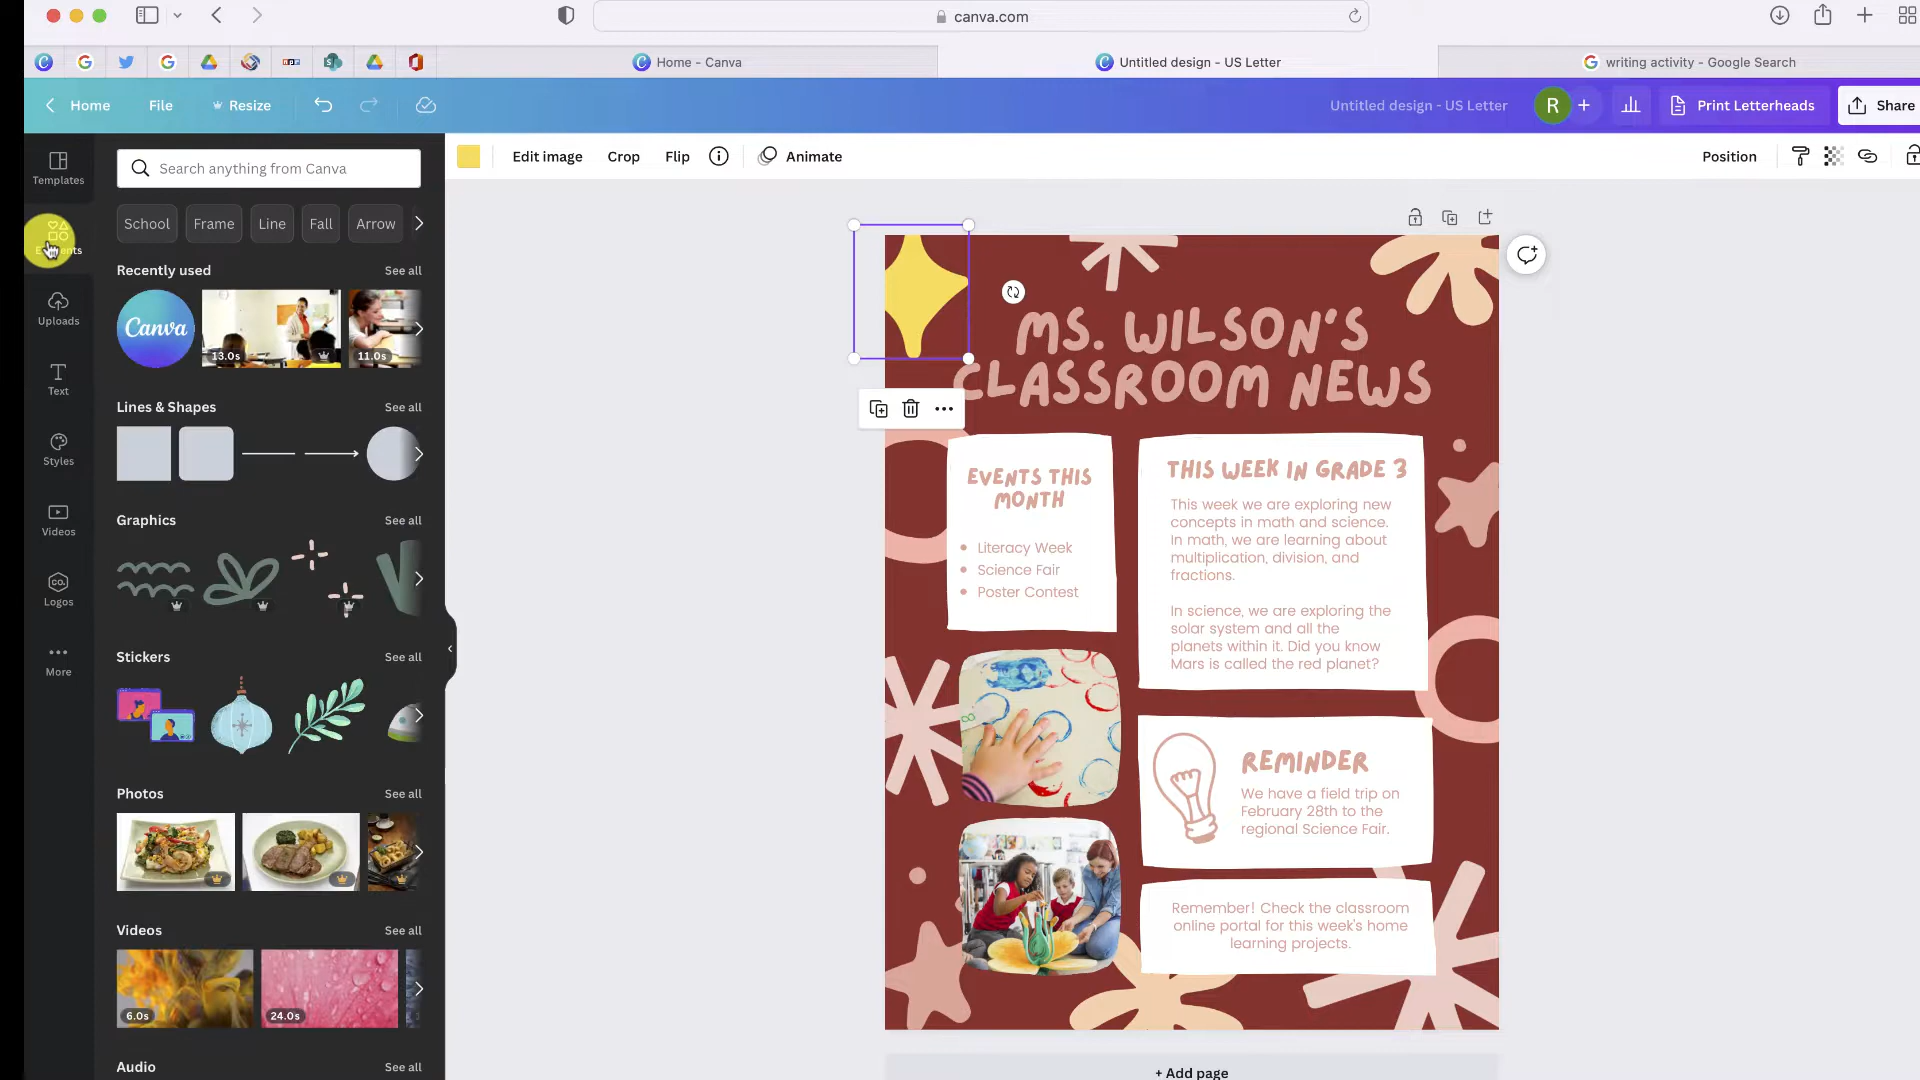 canva.com
Home - Canva
Untitled design - US Letter
writing activity - Google Search
Home
File
Resize
Untitled design - US Letter
R
Print Letterheads
Share
Edit image
Crop
Flip
Animate
Position
Templates
Uploads
Text
Styles
Videos
CO.
Logos
More
Search anything from Canva
School
Frame
Line
Fall
Arrow
Recently used
See all
Canva
13.0s
11.0s
Lines & Shapes
See all
Graphics
See all
Stickers
See all
Photos
See all
Videos
See all
6.0s
24.0s
Audio
See all
MS. WILSON'S
CLASSROOM NEWS
EVENTS THIS
MONTH
• Literacy Week
• Science Fair
• Poster Contest
THIS WEEK IN GRADE 3
This week we are exploring new
concepts in math and science.
In math, we are learning about
multiplication, division, and
fractions.
In science, we are exploring the
solar system and all the
planets within it. Did you know
Mars is called the red planet?
REMINDER
We have a field trip on
February 28th to the
regional Science Fair.
Remember! Check the classroom
online portal for this week's home
learning projects.
+ Add page